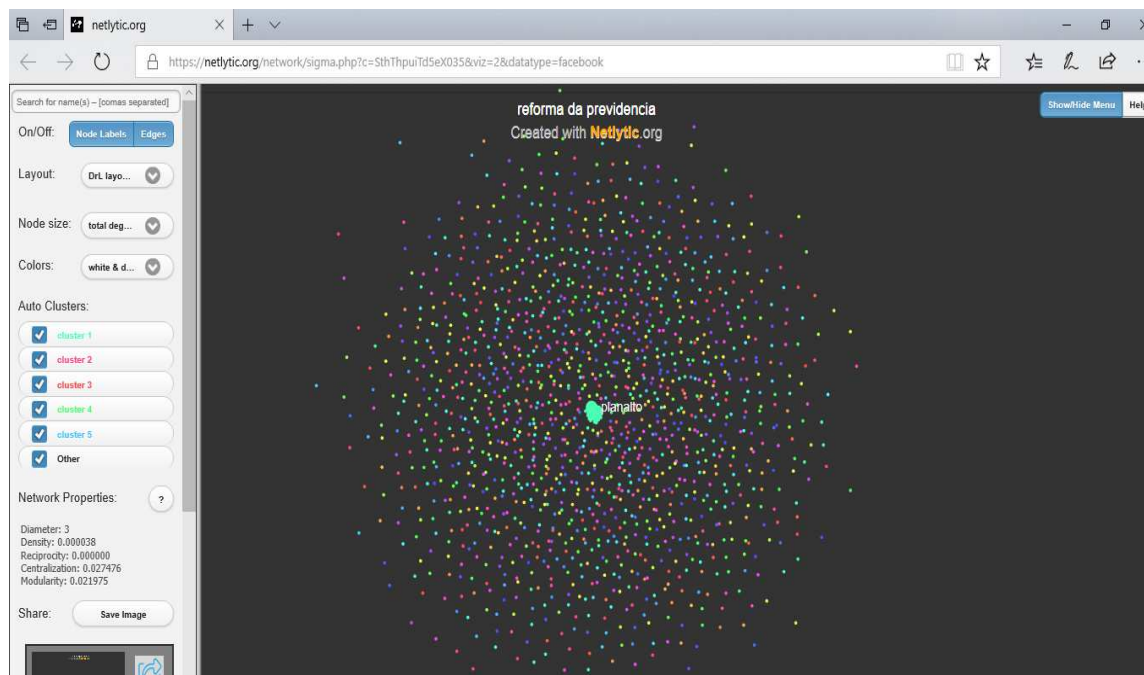 netlytic.org
https://netlytic.org/network/sigma.php?c=SthThpuiTd5eX035&viz=2&datatype=facebook
Search for name(s) – [comas separated]
On/Off: Node Labels Edges
Layout: DrL layo...
Node size: total deg...
Colors: white & d...
Auto Clusters:
cluster 1
cluster 2
cluster 3
cluster 4
cluster 5
Other
Network Properties: ?
Diameter: 3
Density: 0.000038
Reciprocity: 0.000000
Centralization: 0.027476
Modularity: 0.021975
Share: Save Image
reforma da previdencia
Created with Netlytic.org
planalto
Show/Hide Menu Help